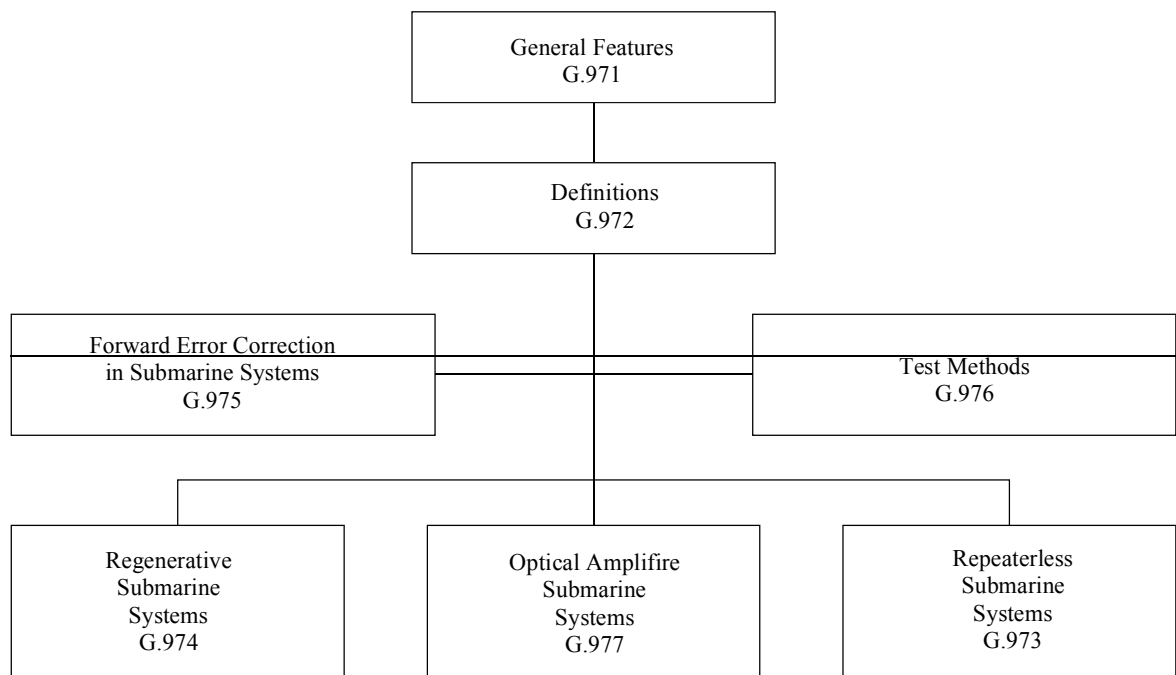 General Features
G.971
Definitions
G.972
Forward Error Correction
in Submarine Systems
G.975
Test Methods
G.976
Regenerative
Submarine
Systems
G.974
Optical Amplifire
Submarine
Systems
G.977
Repeaterless
Submarine
Systems
G.973